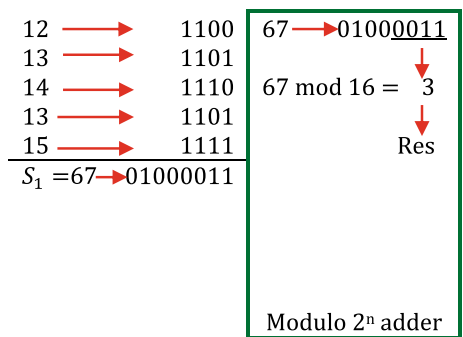 12 → 1100
13 → 1101
14 → 1110
13 → 1101
15 → 1111
S₁ =67→01000011
67 → 01000011
67 mod 16 = 3
Res
Modulo 2ⁿ adder